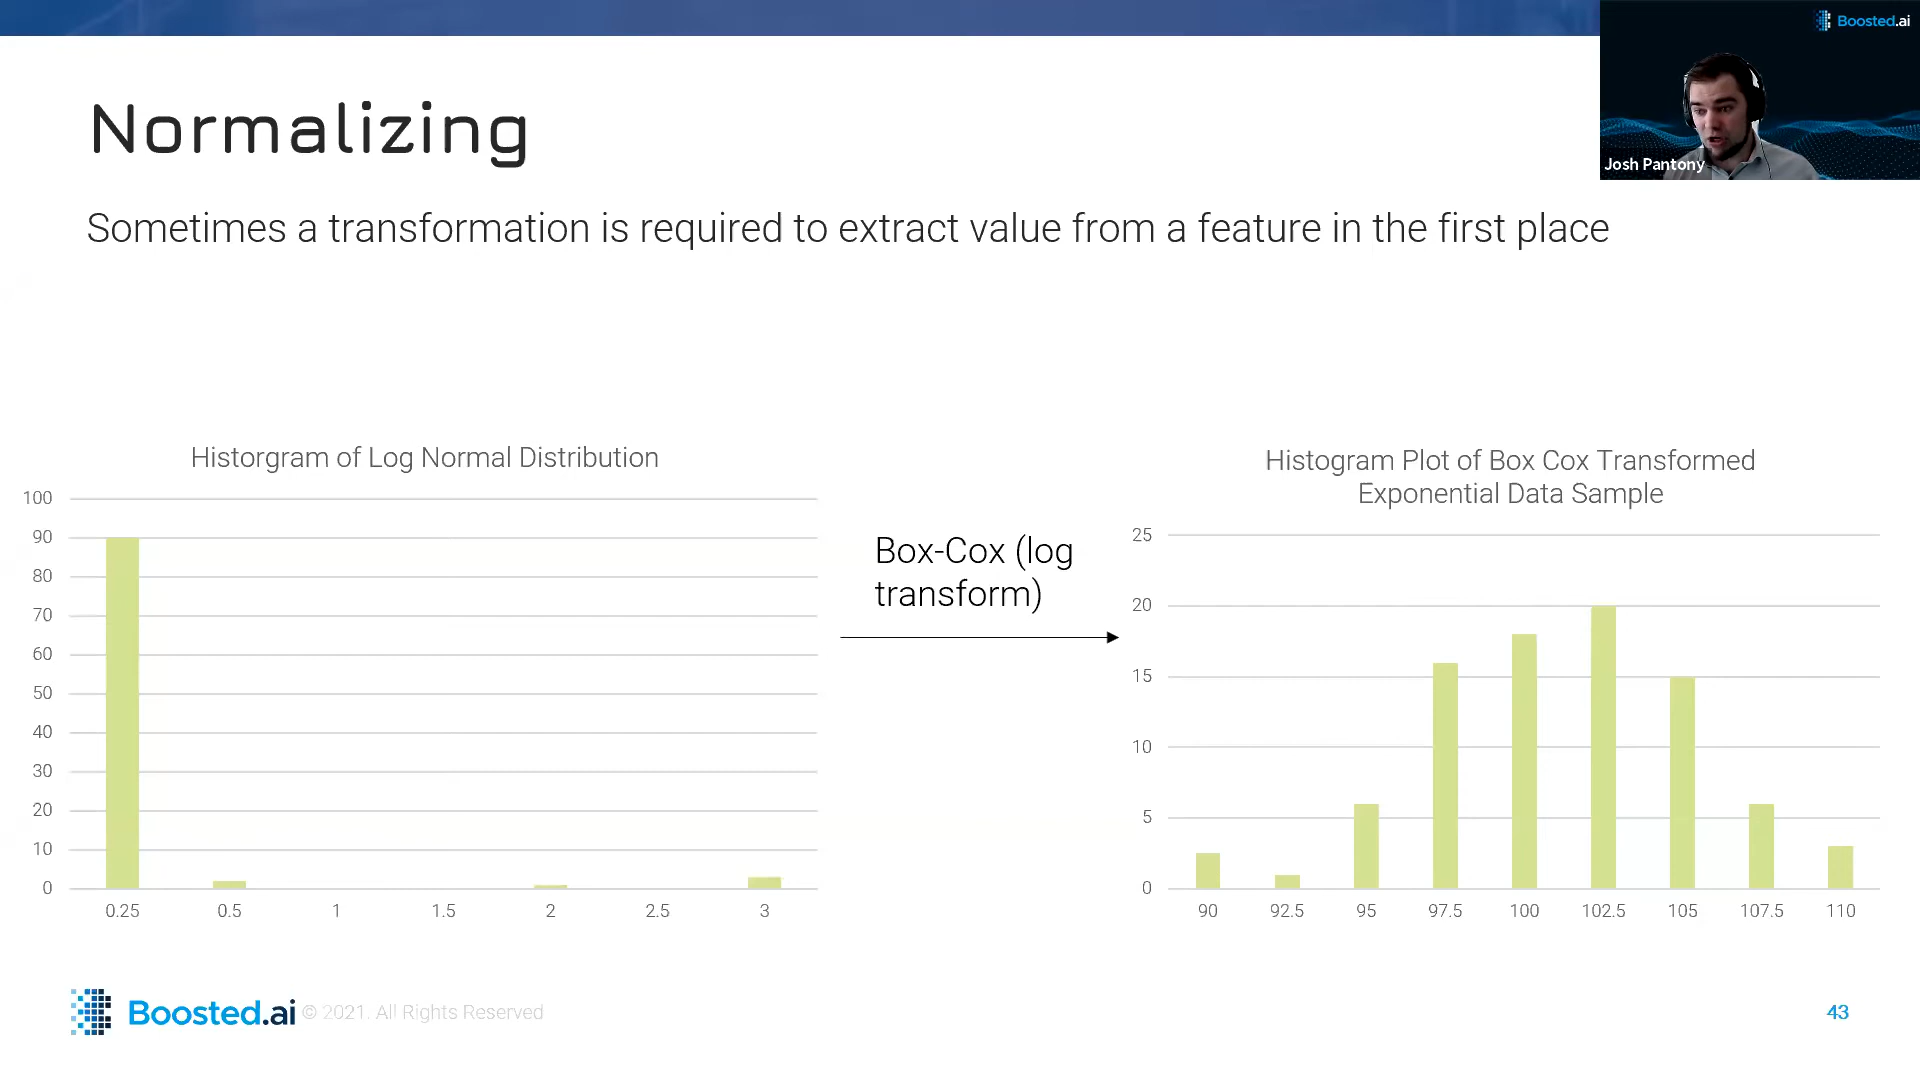 Boosted.ai
Josh Pantony
Normalizing
Sometimes a transformation is required to extract value from a feature in the first place
Historgram of Log Normal Distribution
100
90
80
70
60
50
40
30
20
10
0
0.25 0.5 1 1.5 2 2.5 3
Box-Cox (log
transform)
Histogram Plot of Box Cox Transformed
Exponential Data Sample
25
20
15
10
5
0
90 92.5 95 97.5 100 102.5 105 107.5 110
Boosted.ai © 2021. All Rights Reserved
43